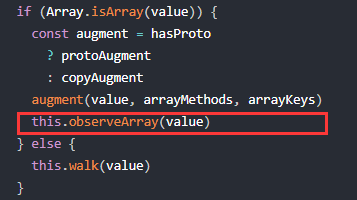 if (Array.isArray(value)) {
const augment = hasProto
? protoAugment
: copyAugment
augment(value, arrayMethods, arrayKeys)
this.observeArray(value)
} else {
this.walk(value)
}